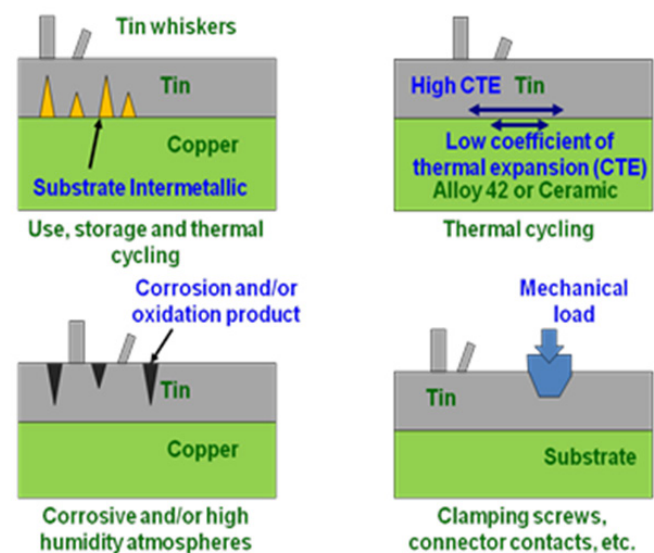 Tin whiskers
Tin
Copper
Substrate Intermetallic
Use, storage and thermal
cycling
High CTE Tin
Low coefficient of
thermal expansion (CTE)
Alloy 42 or Ceramic
Thermal cycling
Corrosion and/or
oxidation product
Tin
Copper
Corrosive and/or high
humidity atmospheres
Mechanical
load
Tin
Substrate
Clamping screws,
connector contacts, etc.